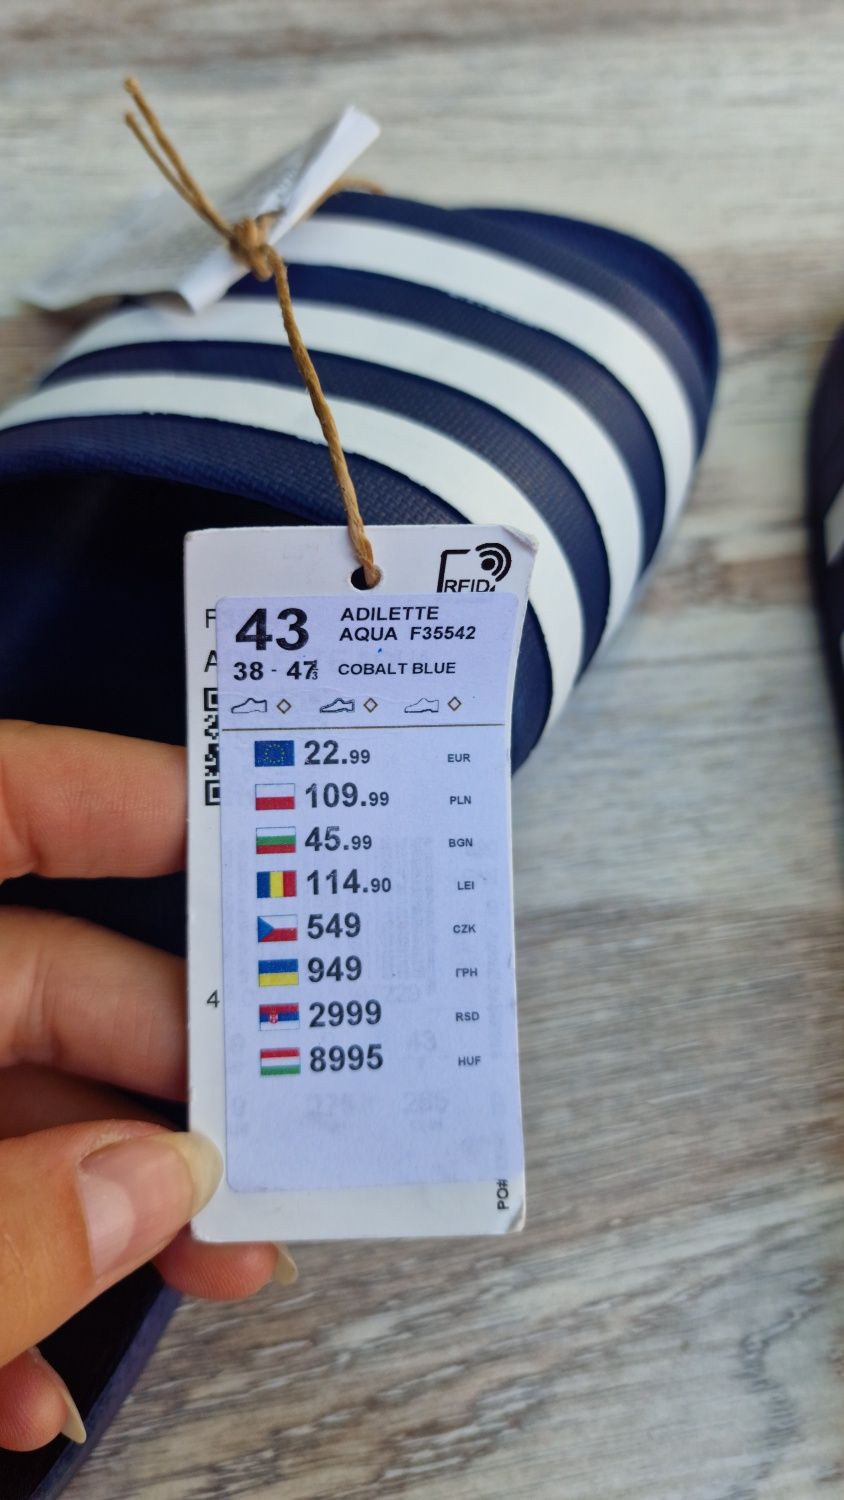 RFID
F
A
43 ADILETTE
AQUA F35542
38 - 47⅓ COBALT BLUE
22.99 EUR
109.99 PLN
45.99 BGN
114.90 LEI
549 CZK
949 ГРН
2999 RSD
8995 HUF
4
PO#